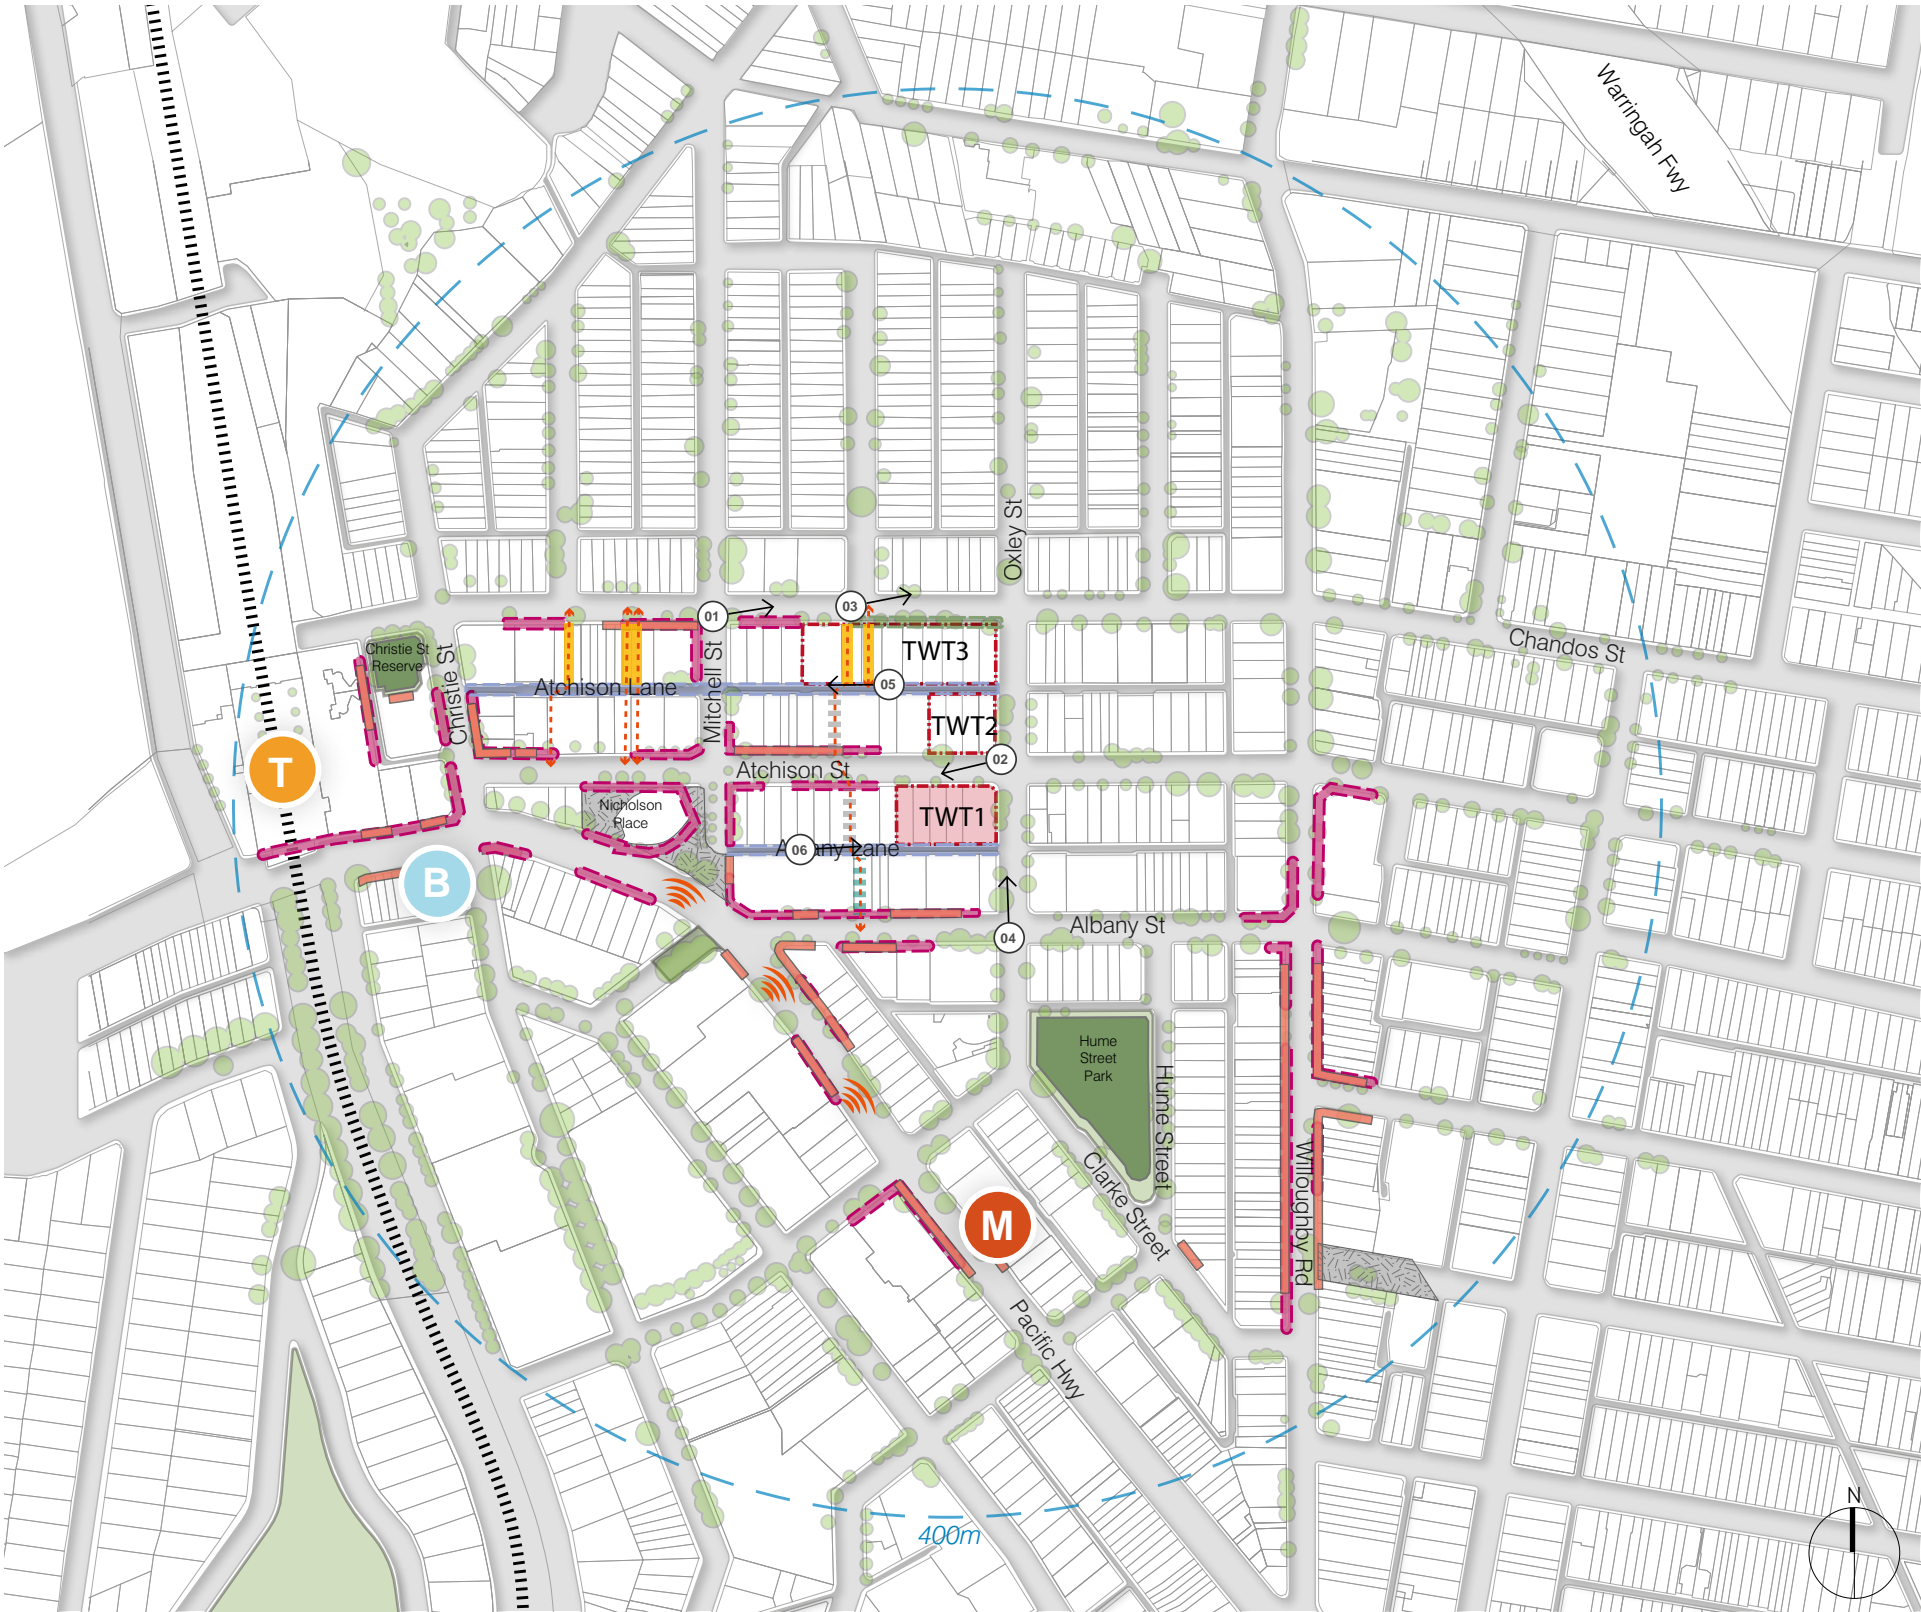 Warringah Fwy
Oxley St
01
03
Chandos St
Christie St
Reserve
Christie St
Mitchell St
TWT3
Atchison Lane
05
TWT2
02
T
Atchison St
Nicholson
Place
TWT1
06
Lane
B
Albany St
04
Hume
Street
Park
Hume Street
Clarke Street
Willoughby Rd
M
Pacific Hwy
400m
N